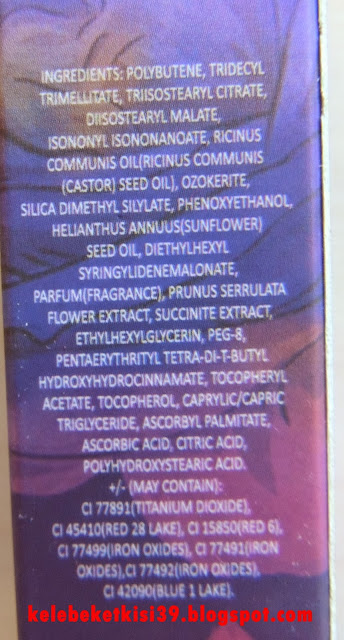 INGREDIENTS: POLYBUTENE, TRIDECYL
TRIMELLITATE, TRIISOSTEARYL CITRATE,
DIISOSTEARYL MALATE,
ISONONYL ISONONANOATE, RICINUS
COMMUNIS OIL(RICINUS COMMUNIS
(CASTOR) SEED OIL), OZOKERITE,
SILICA DIMETHYL SILYLATE, PHENOXYETHANOL,
HELIANTHUS ANNUUS(SUNFLOWER)
SEED OIL, DIETHYLHEXYL
SYRINGYLIDENEMALONATE,
PARFUM(FRAGRANCE), PRUNUS SERRULATA
FLOWER EXTRACT, SUCCINITE EXTRACT,
ETHYLHEXYLGLYCERIN, PEG-8,
PENTAERYTHRITYL TETRA-DI-T-BUTYL
HYDROXYHYDROCINNAMATE, TOCOPHERYL
ACETATE, TOCOPHEROL, CAPRYLIC/CAPRIC
TRIGLYCERIDE, ASCORBYL PALMITATE,
ASCORBIC ACID, CITRIC ACID,
POLYHYDROXYSTEARIC ACID.
+/- (MAY CONTAIN):
CI 77891(TITANIUM DIOXIDE),
CI 45410(RED 28 LAKE), CI 15850(RED 6),
CI 77499(IRON OXIDES), CI 77491(IRON
OXIDES),CI 77492(IRON OXIDES),
CI 42090(BLUE 1 LAKE).
kelebeketkisi39.blogspot.com